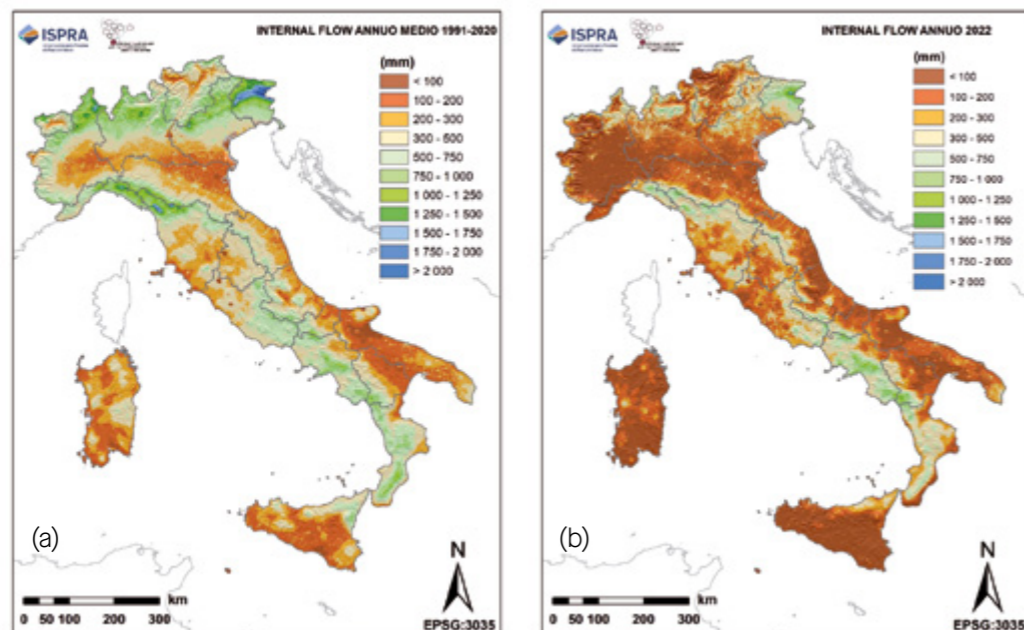 ISPRA
INTERNAL FLOW ANNUO MEDIO 1991-2020
(mm)
< 100
100 - 200
200 - 300
300 - 500
500 - 750
750 - 1 000
1 000 - 1 250
1 250 - 1 500
1 500 - 1 750
1 750 - 2 000
> 2 000
(a)
N
km
0 50 100 200 300
EPSG:3035
ISPRA
INTERNAL FLOW ANNUO 2022
(mm)
< 100
100 - 200
200 - 300
300 - 500
500 - 750
750 - 1 000
1 000 - 1 250
1 250 - 1 500
1 500 - 1 750
1 750 - 2 000
> 2 000
(b)
N
km
0 50 100 200 300
EPSG:3035